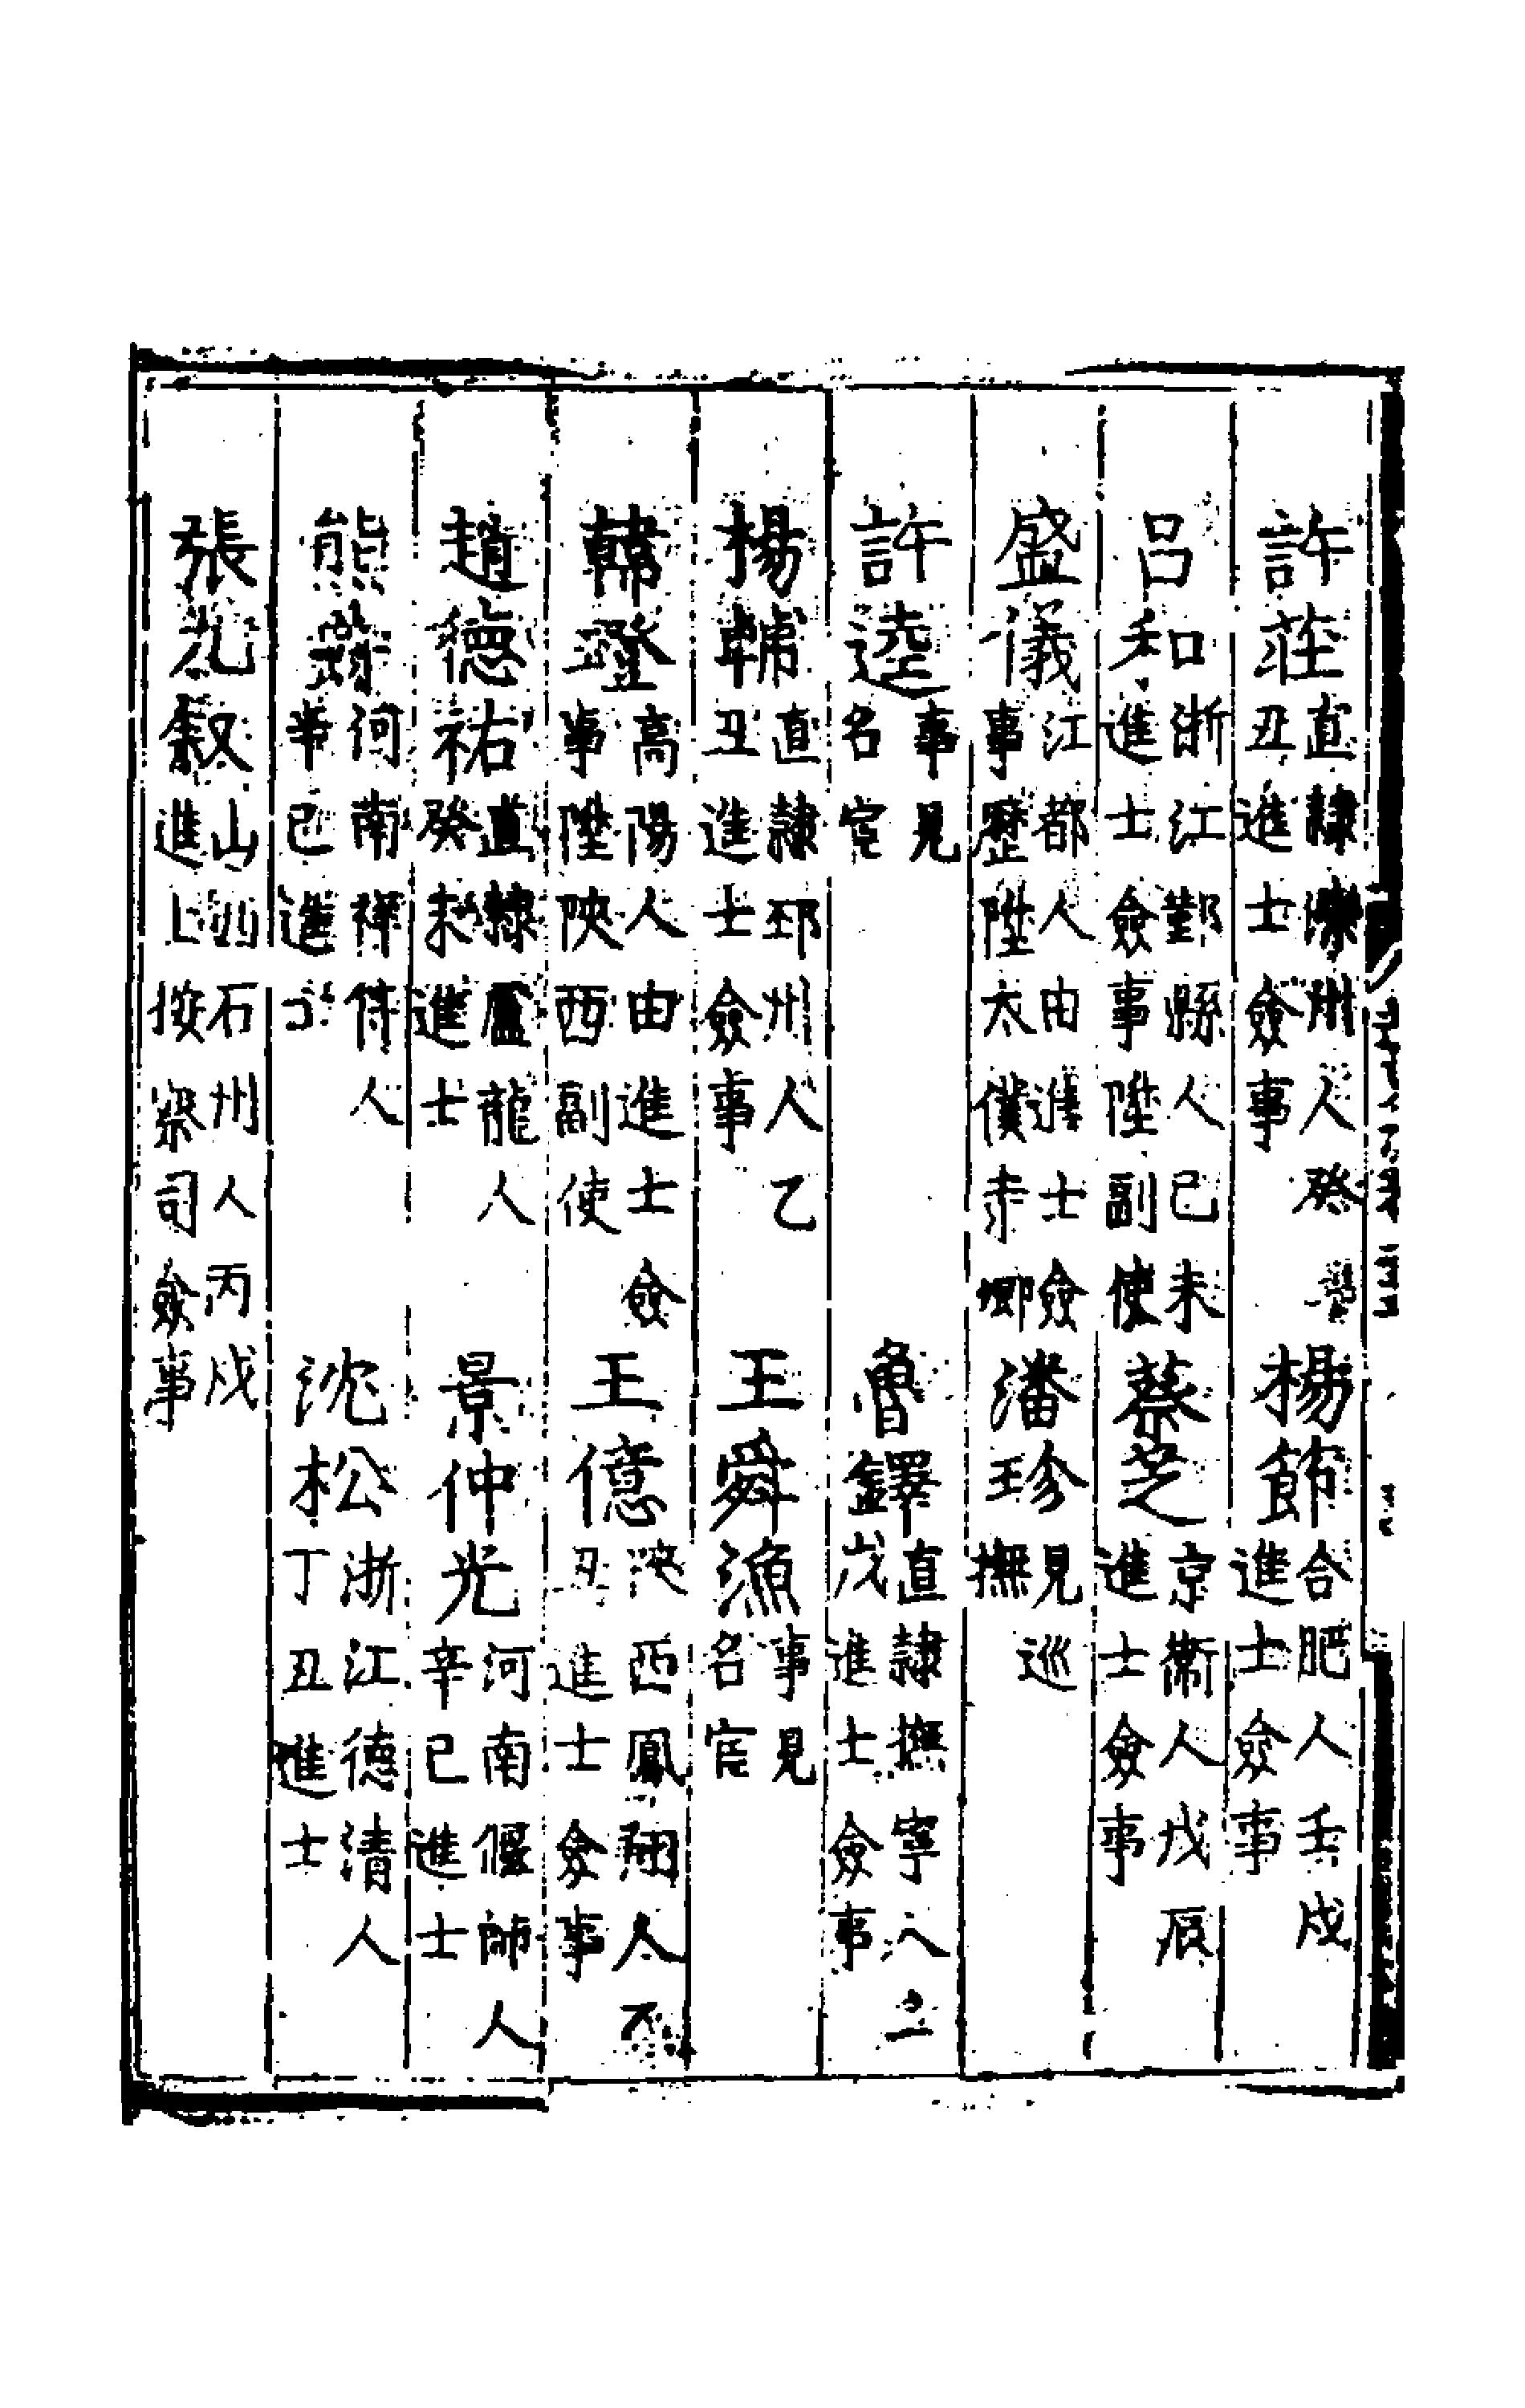 許莊直隸灤州人癸丑進士僉事　楊節合肥人壬戌進士僉事
呂和浙江鄞縣人己未進士僉事陞副使　蔡芝京衛人戊辰進士僉事
盛儀江都人由進士僉事歷陞太僕寺卿　潘珍見巡撫
許逵事見名宦　魯鐸直隸撫寧人進士僉事
楊輔直隸邳州人乙丑進士僉事　王舜漁事見名宦
韓璒高陽人由進士僉事陞陝西副使　王億陝西鳳翔人丑進士僉事
趙德祐直隸盧龍人癸未進士　景仲光河南偃師人辛巳進士
熊河南祥符人辛巳進士　沈松浙江德清人丁丑進士
張光敘山西石州人丙戌進士按察司僉事